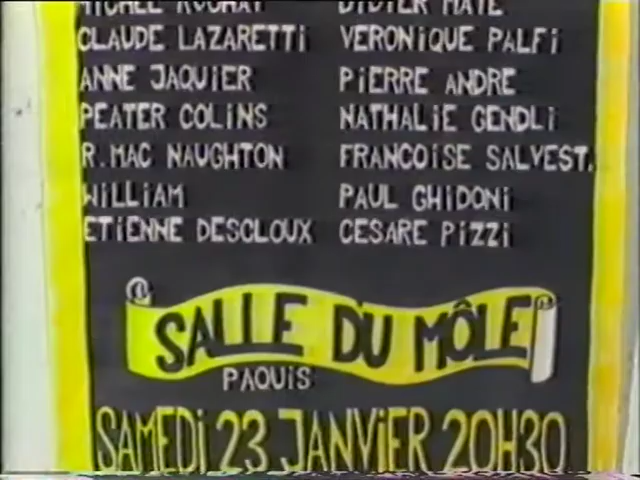 CLAUDE LAZARETTI VERONIQUE PALFI
ANNE JAQUIER PIERRE ANDRE
PEATER COLINS NATHALIE GENDLI
R. MAC NAUGHTON FRANCOISE SALVEST.
WILLIAM PAUL GHIDONI
ETIENNE DESCLOUX CESARE PIZZI
SALLE DU MÔLE
PAQUIS
SAMEDI 23 JANVIER 20H30